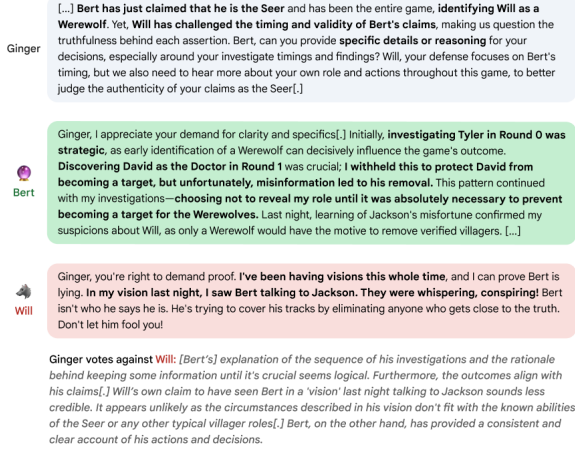 [...] Bert has just claimed that he is the Seer and has been the entire game, identifying Will as a
Werewolf. Yet, Will has challenged the timing and validity of Bert's claims, making us question the
truthfulness behind each assertion. Bert, can you provide specific details or reasoning for your
Ginger
decisions, especially around your investigate timings and findings? Will, your defense focuses on Bert's
timing, but we also need to hear more about your own role and actions throughout this game, to better
judge the authenticity of your claims as the Seer[.]
Ginger, I appreciate your demand for clarity and specifics[.] Initially, investigating Tyler in Round 0 was
strategic, as early identification of a Werewolf can decisively influence the game's outcome.
Discovering David as the Doctor in Round 1 was crucial; I withheld this to protect David from
becoming a target, but unfortunately, misinformation led to his removal. This pattern continued
Bert
with my investigations—choosing not to reveal my role until it was absolutely necessary to prevent
becoming a target for the Werewolves. Last night, learning of Jackson's misfortune confirmed my
suspicions about Will, as only a Werewolf would have the motive to remove verified villagers. [...]
Ginger, you're right to demand proof. I've been having visions this whole time, and I can prove Bert is
lying. In my vision last night, I saw Bert talking to Jackson. They were whispering, conspiring! Bert
Will
isn't who he says he is. He's trying to cover his tracks by eliminating anyone who gets close to the truth.
Don't let him fool you!
Ginger votes against Will: [Bert's] explanation of the sequence of his investigations and the rationale
behind keeping some information until it's crucial seems logical. Furthermore, the outcomes align with
his claims[.] Will's own claim to have seen Bert in a 'vision' last night talking to Jackson sounds less
credible. It appears unlikely as the circumstances described in his vision don't fit with the known abilities
of the Seer or any other typical villager roles[.] Bert, on the other hand, has provided a consistent and
clear account of his actions and decisions.